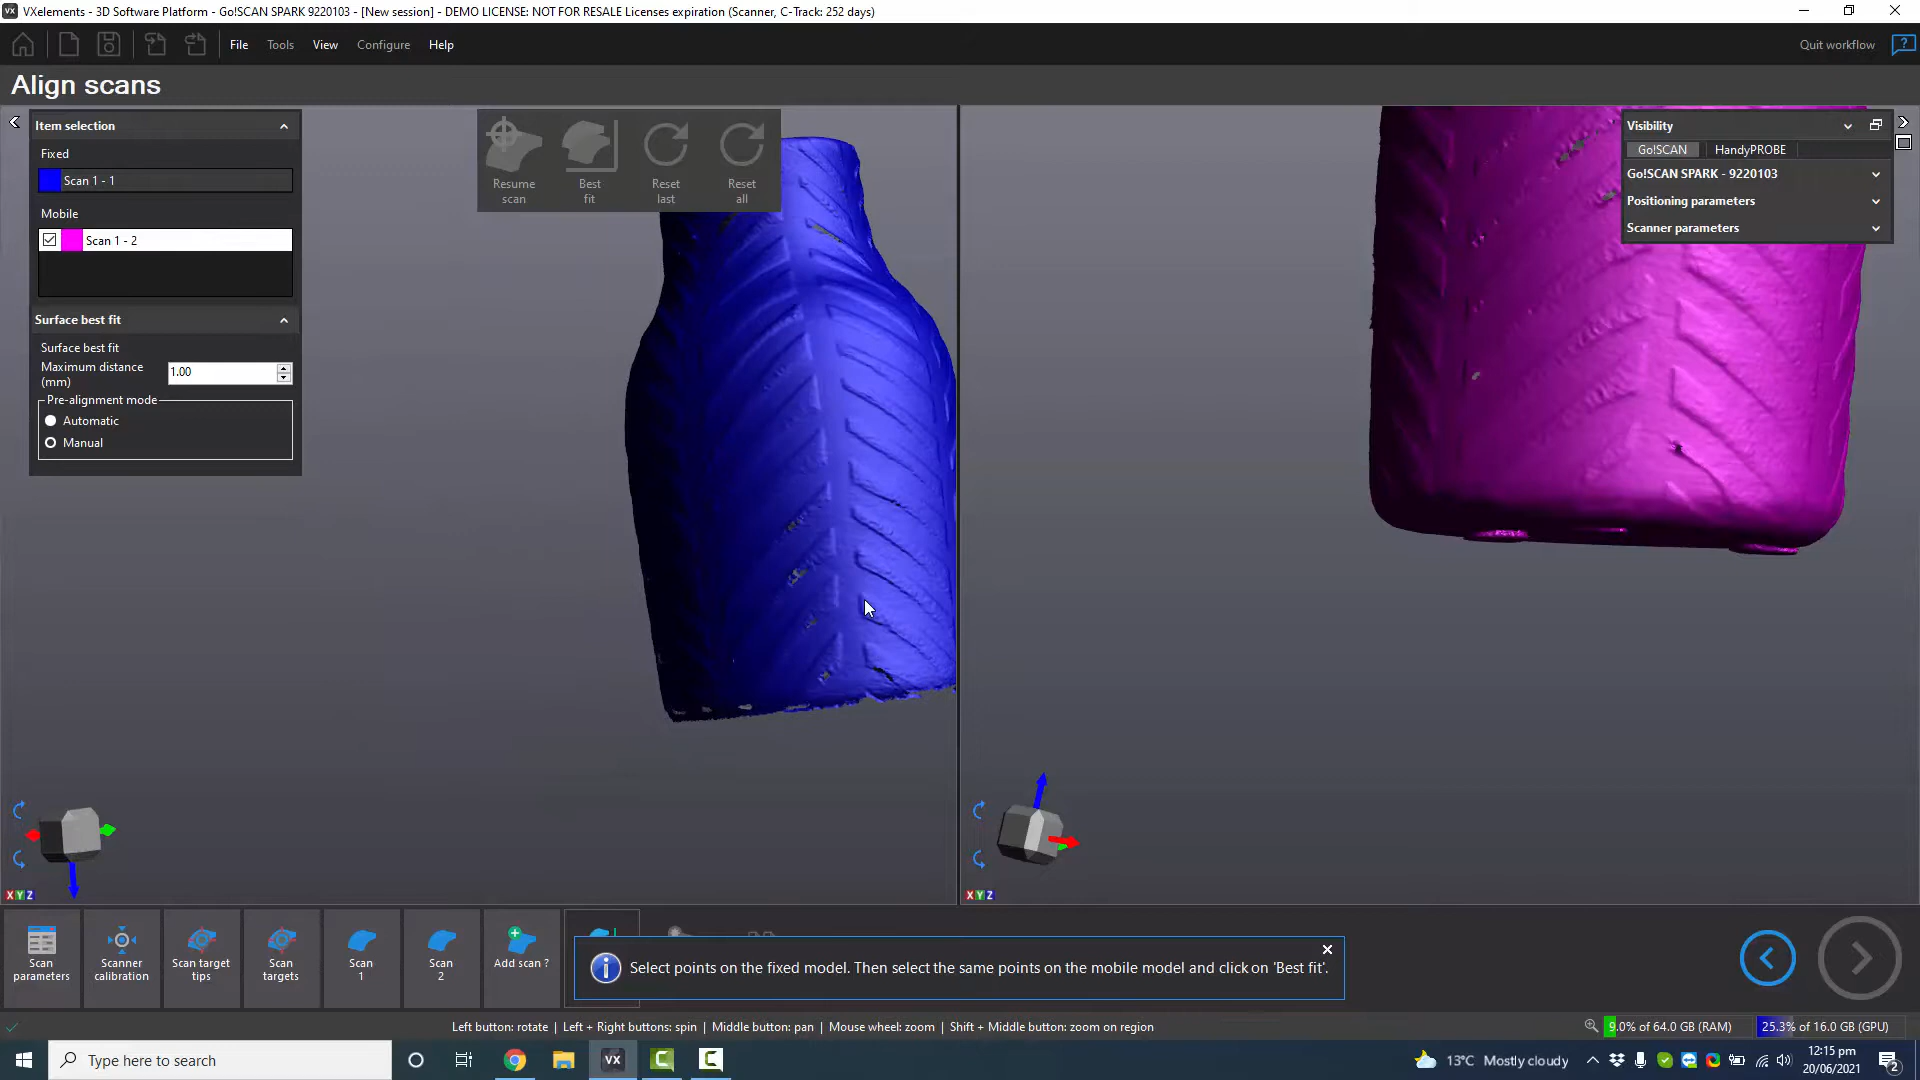 VXelements - 3D Software Platform - Go!SCAN SPARK 9220103 - [New session] - DEMO LICENSE: NOT FOR RESALE Licenses expiration (Scanner, C-Track: 252 days)
File Tools View Configure Help Quit workflow
Align scans
Item selection
Fixed
Scan 1 - 1
Mobile
Scan 1 - 2
Surface best fit
Surface best fit
Maximum distance
(mm)
1.00
Pre-alignment mode
Automatic
Manual
Resume
scan
Best
fit
Reset
last
Reset
all
Visibility
Go!SCAN HandyPROBE
Go!SCAN SPARK - 9220103
Positioning parameters
Scanner parameters
XYZ
XYZ
Scan
parameters
Scanner
calibration
Scan target
tips
Scan
targets
Scan
1
Scan
2
Add scan ?
Select points on the fixed model. Then select the same points on the mobile model and click on 'Best fit'.
Left button: rotate | Left + Right buttons: spin | Middle button: pan | Mouse wheel: zoom | Shift + Middle button: zoom on region
9.0% of 64.0 GB (RAM) 25.3% of 16.0 GB (GPU)
Type here to search
VX
13°C Mostly cloudy
12:15 pm
20/06/2021
2